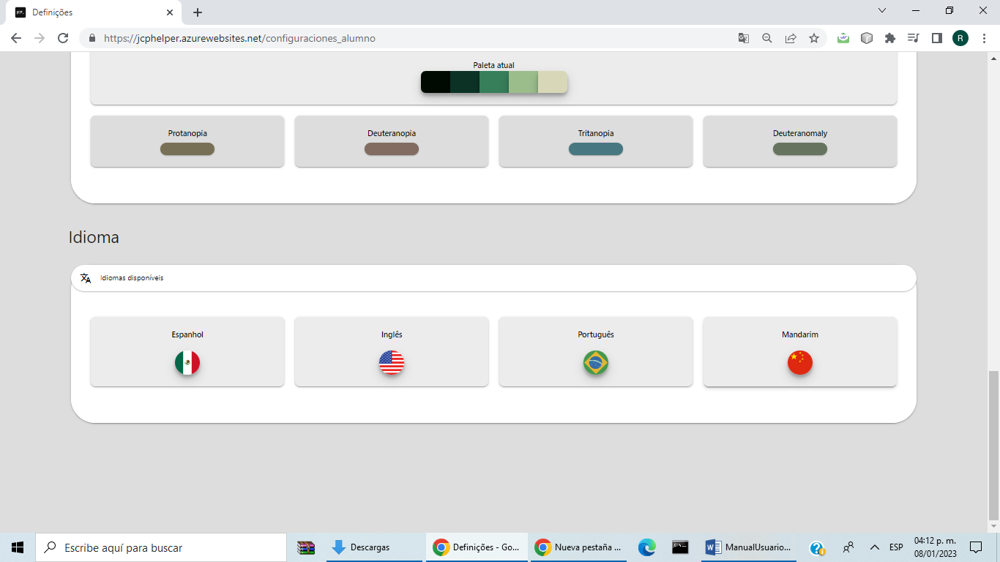 Definições
https://jcphelper.azurewebsites.net/configuraciones_alumno
R
Paleta atual
Protanopia
Deuteranopia
Tritanopia
Deuteranomaly
Idioma
Idiomas disponíveis
Espanhol
Inglês
Português
Mandarim
Escribe aquí para buscar
Descargas
Definições - Go...
Nueva pestaña ...
ManualUsuario...
ESP
04:12 p. m.
08/01/2023